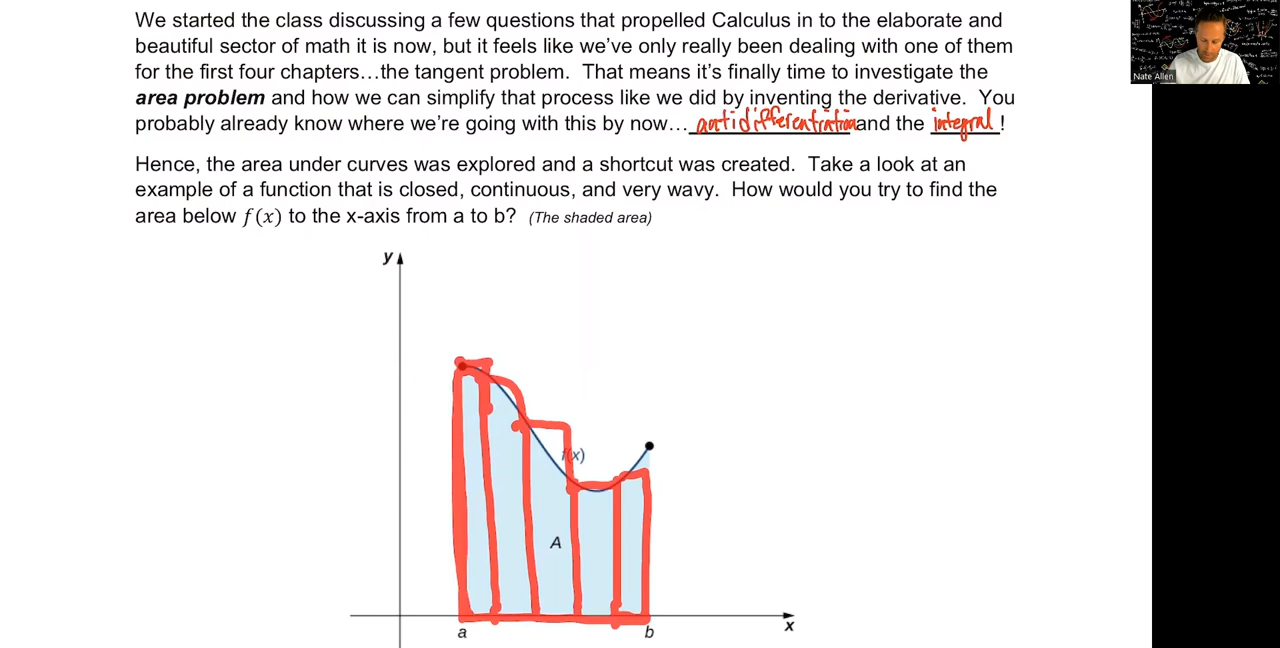 We started the class discussing a few questions that propelled Calculus in to the elaborate and
beautiful sector of math it is now, but it feels like we've only really been dealing with one of them
for the first four chapters…the tangent problem. That means it's finally time to investigate the
area problem and how we can simplify that process like we did by inventing the derivative. You
probably already know where we're going with this by now… antidifferentiation and the integral!
Hence, the area under curves was explored and a shortcut was created. Take a look at an
example of a function that is closed, continuous, and very wavy. How would you try to find the
area below f(x) to the x-axis from a to b? (The shaded area)
y
f(x)
A
a
b
x
Nate Allen